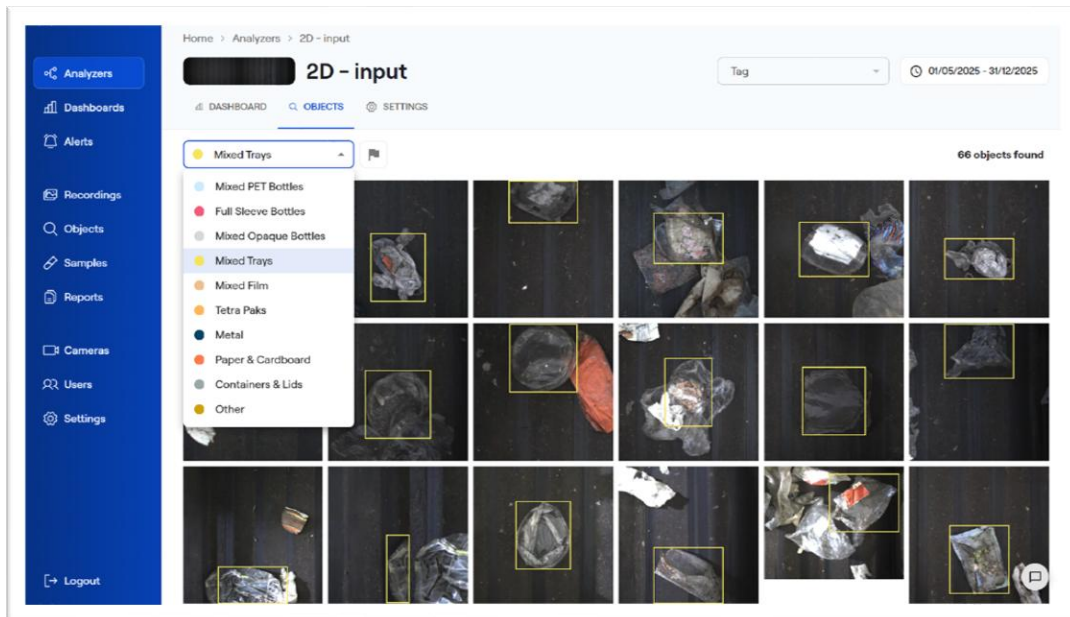 Home > Analyzers > 2D - input
2D - input
Tag
01/05/2025 - 31/12/2025
DASHBOARD
OBJECTS
SETTINGS
Analyzers
Dashboards
Alerts
Recordings
Objects
Samples
Reports
Cameras
Users
Settings
Logout
Mixed Trays
66 objects found
Mixed PET Bottles
Full Sleeve Bottles
Mixed Opaque Bottles
Mixed Trays
Mixed Film
Tetra Paks
Metal
Paper & Cardboard
Containers & Lids
Other